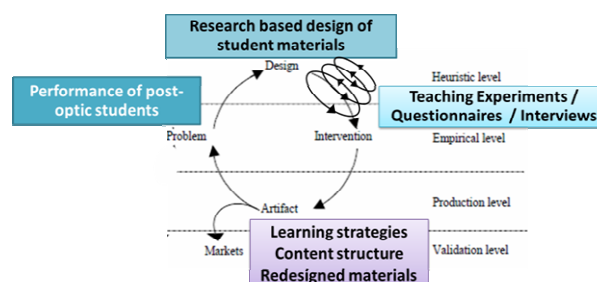 Research based design of
student materials
Design
Heuristic level
Performance of post-
optic students
Teaching Experiments /
Questionnaires / Interviews
Problem
Intervention
Empirical level
Artifact
Production level
Learning strategies
Content structure
Redesigned materials
Markets
Validation level